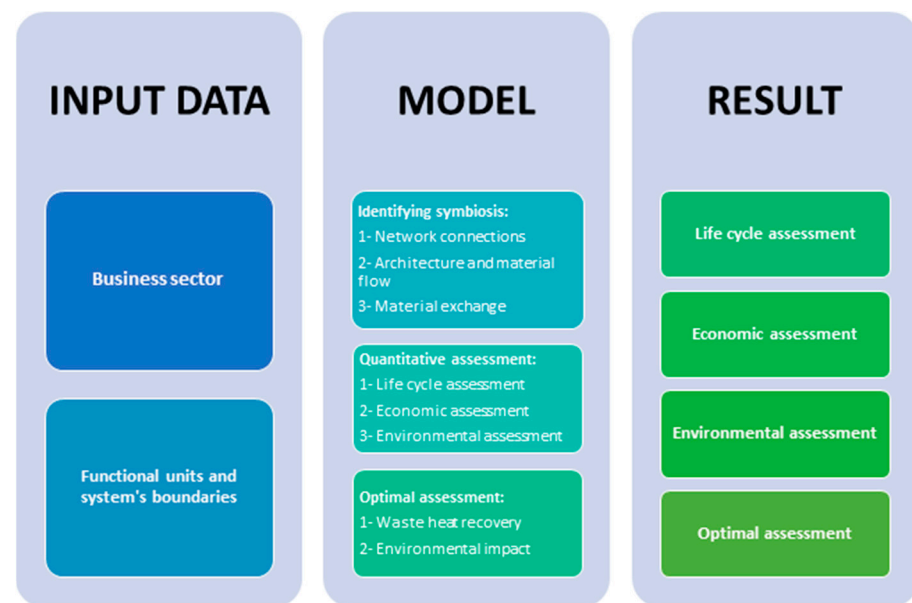 INPUT DATA
Business sector
Functional units and
system's boundaries
MODEL
Identifying symbiosis:
1- Network connections
2- Architecture and material
flow
3- Material exchange
Quantitative assessment:
1- Life cycle assessment
2- Economic assessment
3- Environmental assessment
Optimal assessment:
1- Waste heat recovery
2- Environmental impact
RESULT
Life cycle assessment
Economic assessment
Environmental assessment
Optimal assessment